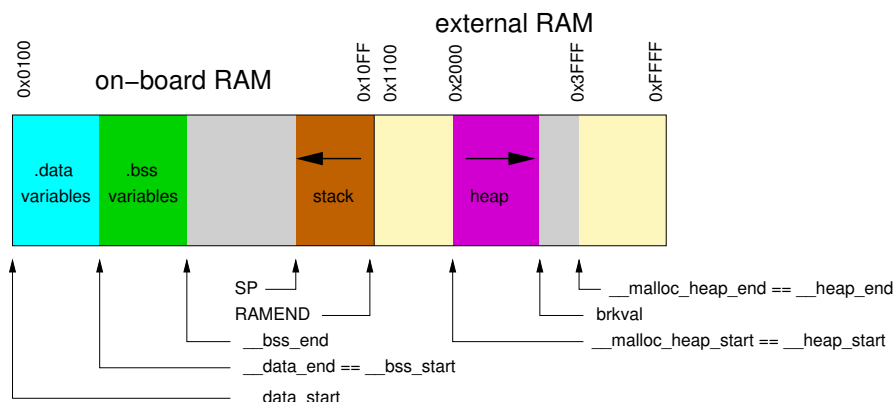 external RAM
on−board RAM
0x0100
0x10FF
0x1100
0x2000
0x3FFF
0xFFFF
.data
variables
.bss
variables
stack
heap
SP
RAMEND
__bss_end
__data_end == __bss_start
__data_start
__malloc_heap_end == __heap_end
brkval
__malloc_heap_start == __heap_start